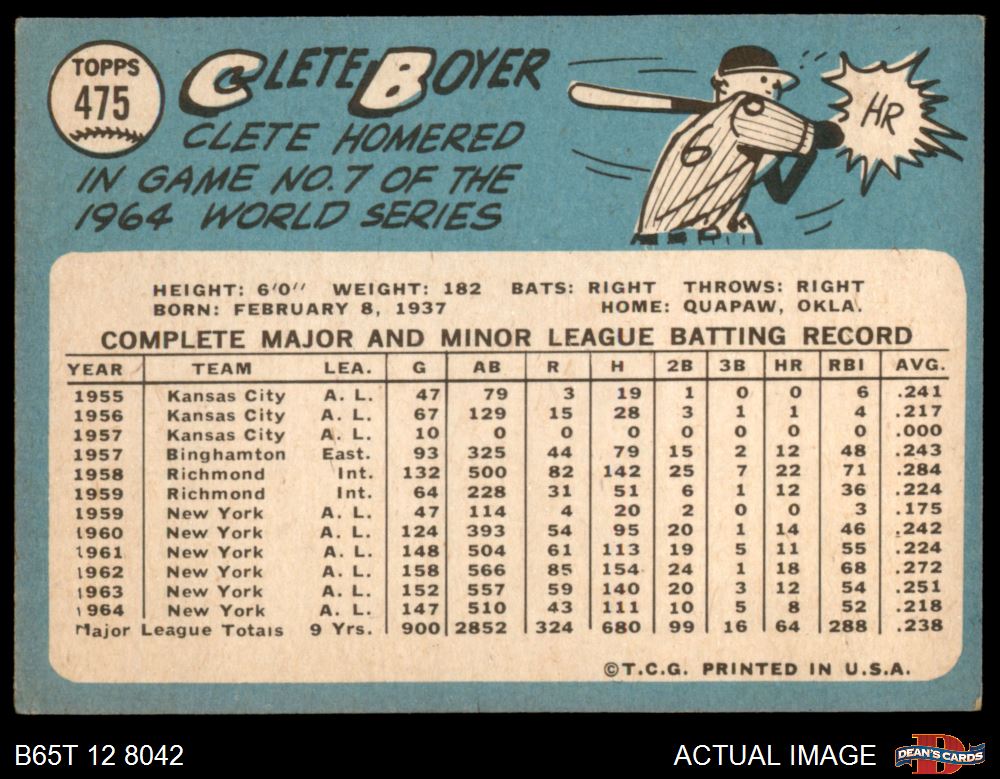 TOPPS
475
CLETE BOYER
CLETE HOMERED
IN GAME NO. 7 OF THE
1964 WORLD SERIES
6
HR
HEIGHT: 6'0" WEIGHT: 182 BATS: RIGHT THROWS: RIGHT
BORN: FEBRUARY 8, 1937 HOME: QUAPAW, OKLA.
COMPLETE MAJOR AND MINOR LEAGUE BATTING RECORD
YEAR TEAM LEA. G AB R H 2B 3B HR RBI AVG.
1955 Kansas City A. L. 47 79 3 19 1 0 0 6 .241
1956 Kansas City A. L. 67 129 15 28 3 1 1 4 .217
1957 Kansas City A. L. 10 0 0 0 0 0 0 0 .000
1957 Binghamton East. 93 325 44 79 15 2 12 48 .243
1958 Richmond Int. 132 500 82 142 25 7 22 71 .284
1959 Richmond Int. 64 228 31 51 6 1 12 36 .224
1959 New York A. L. 47 114 4 20 2 0 0 3 .175
1960 New York A. L. 124 393 54 95 20 1 14 46 .242
1961 New York A. L. 148 504 61 113 19 5 11 55 .224
1962 New York A. L. 158 566 85 154 24 1 18 68 .272
1963 New York A. L. 152 557 59 140 20 3 12 54 .251
1964 New York A. L. 147 510 43 111 10 5 8 52 .218
Major League Totals 9 Yrs. 900 2852 324 680 99 16 64 288 .238
©T.C.G. PRINTED IN U.S.A.
B65T 12 8042 ACTUAL IMAGE
D
DEAN'S CARDS